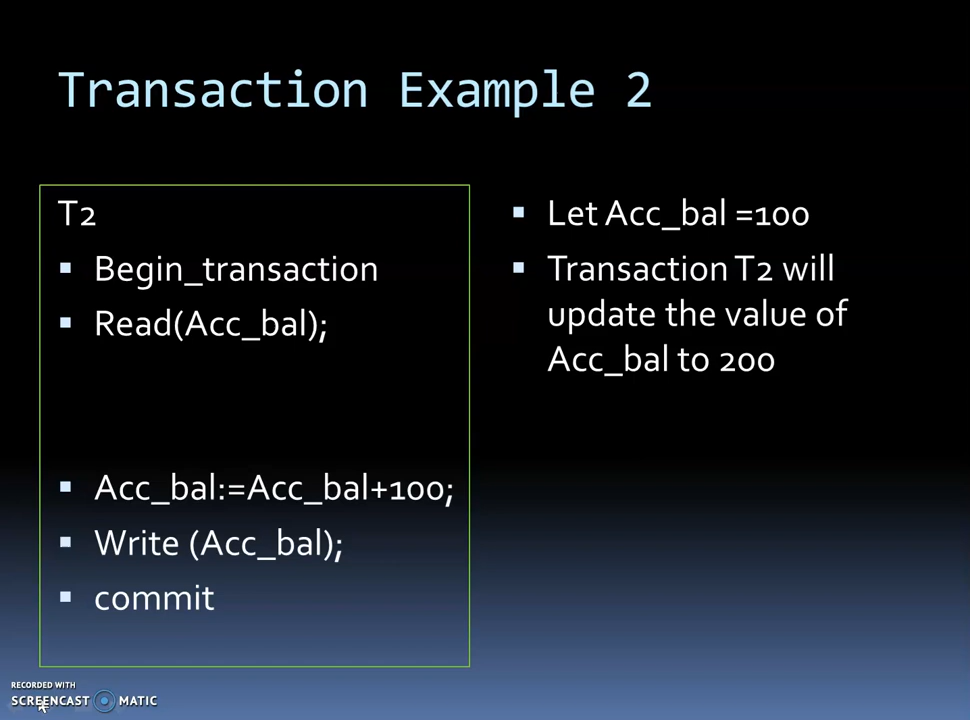 Transaction Example 2
T2
Begin_transaction
Read(Acc_bal);
Acc_bal:=Acc_bal+100;
Write (Acc_bal);
commit
Let Acc_bal =100
Transaction T2 will
update the value of
Acc_bal to 200
RECORDED WITH
SCREENCAST MATIC